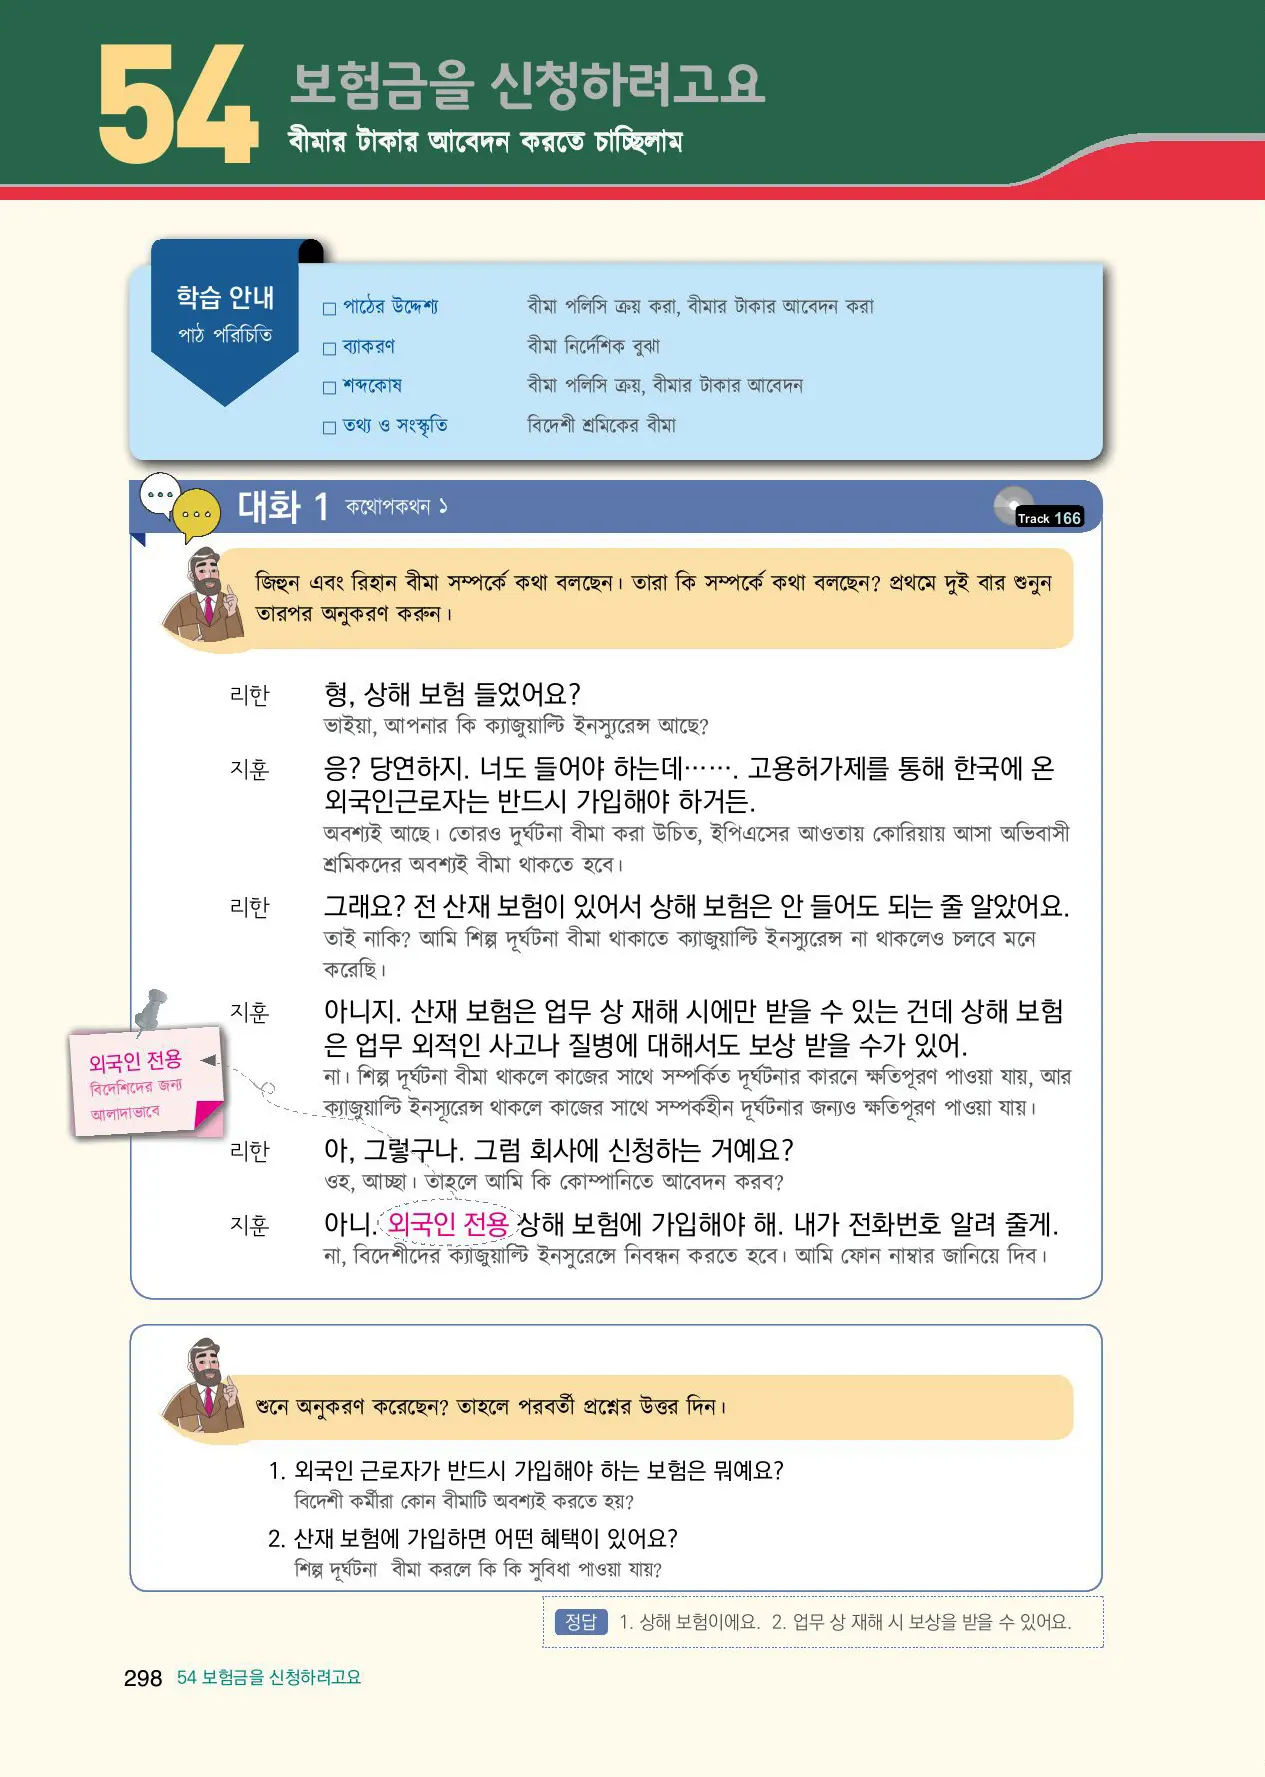 54
보험금을 신청하려고요
বীমার টাকার আবেদন করতে চাচ্ছিলাম
학습 안내
পাঠ পরিচিতি
□ পাঠের উদ্দেশ্য বীমা পলিসি ক্রয় করা, বীমার টাকার আবেদন করা
□ ব্যাকরণ বীমা নির্দেশিক বুঝা
□ শব্দকোষ বীমা পলিসি ক্রয়, বীমার টাকার আবেদন
□ তথ্য ও সংস্কৃতি বিদেশী শ্রমিকের বীমা
대화 1 কথোপকথন ১
Track 166
জিহুন এবং রিহান বীমা সম্পর্কে কথা বলছেন। তারা কি সম্পর্কে কথা বলছেন? প্রথমে দুই বার শুনুন
তারপর অনুকরণ করুন।
리한 형, 상해 보험 들었어요?
ভাইয়া, আপনার কি ক্যাজুয়াল্টি ইনস্যুরেন্স আছে?
지훈 응? 당연하지. 너도 들어야 하는데……. 고용허가제를 통해 한국에 온
외국인근로자는 반드시 가입해야 하거든.
অবশ্যই আছে। তোরও দুর্ঘটনা বীমা করা উচিত, ইপিএসের আওতায় কোরিয়ায় আসা অভিবাসী
শ্রমিকদের অবশ্যই বীমা থাকতে হবে।
리한 그래요? 전 산재 보험이 있어서 상해 보험은 안 들어도 되는 줄 알았어요.
তাই নাকি? আমি শিল্প দূর্ঘটনা বীমা থাকাতে ক্যাজুয়াল্টি ইনস্যুরেন্স না থাকলেও চলবে মনে
করেছি।
지훈 아니지. 산재 보험은 업무 상 재해 시에만 받을 수 있는 건데 상해 보험
은 업무 외적인 사고나 질병에 대해서도 보상 받을 수가 있어.
না। শিল্প দূর্ঘটনা বীমা থাকলে কাজের সাথে সম্পর্কিত দূর্ঘটনার কারনে ক্ষতিপূরণ পাওয়া যায়, আর
ক্যাজুয়াল্টি ইনস্যূরেন্স থাকলে কাজের সাথে সম্পর্কহীন দূর্ঘটনার জন্যও ক্ষতিপূরণ পাওয়া যায়।
외국인 전용
বিদেশিদের জন্য
আলাদাভাবে
리한 아, 그렇구나. 그럼 회사에 신청하는 거예요?
ওহ, আচ্ছা। তাহলে আমি কি কোম্পানিতে আবেদন করব?
지훈 아니. 외국인 전용 상해 보험에 가입해야 해. 내가 전화번호 알려 줄게.
না, বিদেশীদের ক্যাজুয়াল্টি ইনসুরেন্সে নিবন্ধন করতে হবে। আমি ফোন নাম্বার জানিয়ে দিব।
শুনে অনুকরণ করেছেন? তাহলে পরবর্তী প্রশ্নের উত্তর দিন।
1. 외국인 근로자가 반드시 가입해야 하는 보험은 뭐예요?
বিদেশী কর্মীরা কোন বীমাটি অবশ্যই করতে হয়?
2. 산재 보험에 가입하면 어떤 혜택이 있어요?
শিল্প দূর্ঘটনা বীমা করলে কি কি সুবিধা পাওয়া যায়?
정답 1. 상해 보험이에요. 2. 업무 상 재해 시 보상을 받을 수 있어요.
298 54 보험금을 신청하려고요